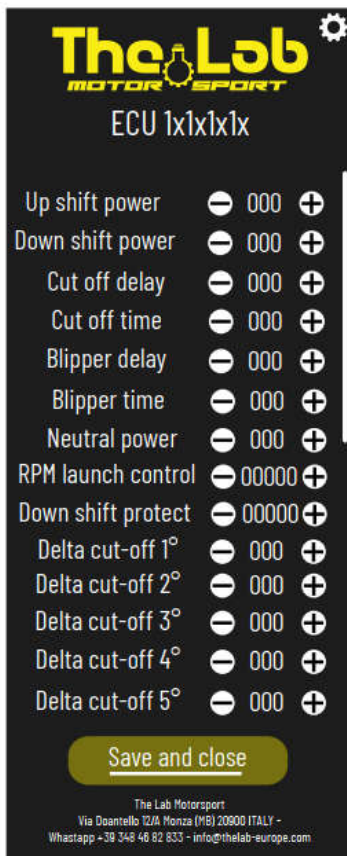 The Lab
MOTOR SPORT
ECU 1x1x1x1x
Up shift power 000
Down shift power 000
Cut off delay 000
Cut off time 000
Blipper delay 000
Blipper time 000
Neutral power 000
RPM launch control 00000
Down shift protect 00000
Delta cut-off 1° 000
Delta cut-off 2° 000
Delta cut-off 3° 000
Delta cut-off 4° 000
Delta cut-off 5° 000
Save and close
The Lab Motorsport
Via Doantello 12/A Monza (MB) 20900 ITALY -
Whastapp +39 348 46 82 833 - info@thelab-europe.com